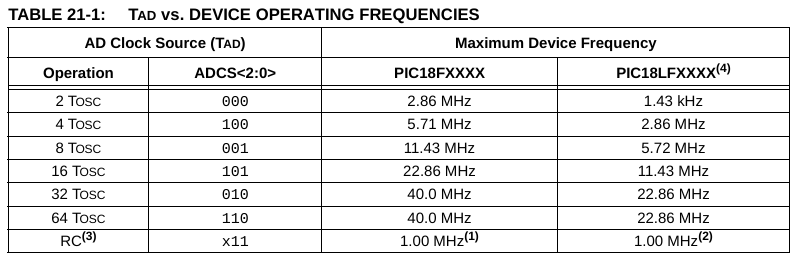 TABLE 21-1: TAD vs. DEVICE OPERATING FREQUENCIES
AD Clock Source (TAD) Maximum Device Frequency
Operation ADCS<2:0> PIC18FXXXX PIC18LFXXXX(4)
2 TOSC 000 2.86 MHz 1.43 kHz
4 TOSC 100 5.71 MHz 2.86 MHz
8 TOSC 001 11.43 MHz 5.72 MHz
16 TOSC 101 22.86 MHz 11.43 MHz
32 TOSC 010 40.0 MHz 22.86 MHz
64 TOSC 110 40.0 MHz 22.86 MHz
RC(3) x11 1.00 MHz(1) 1.00 MHz(2)